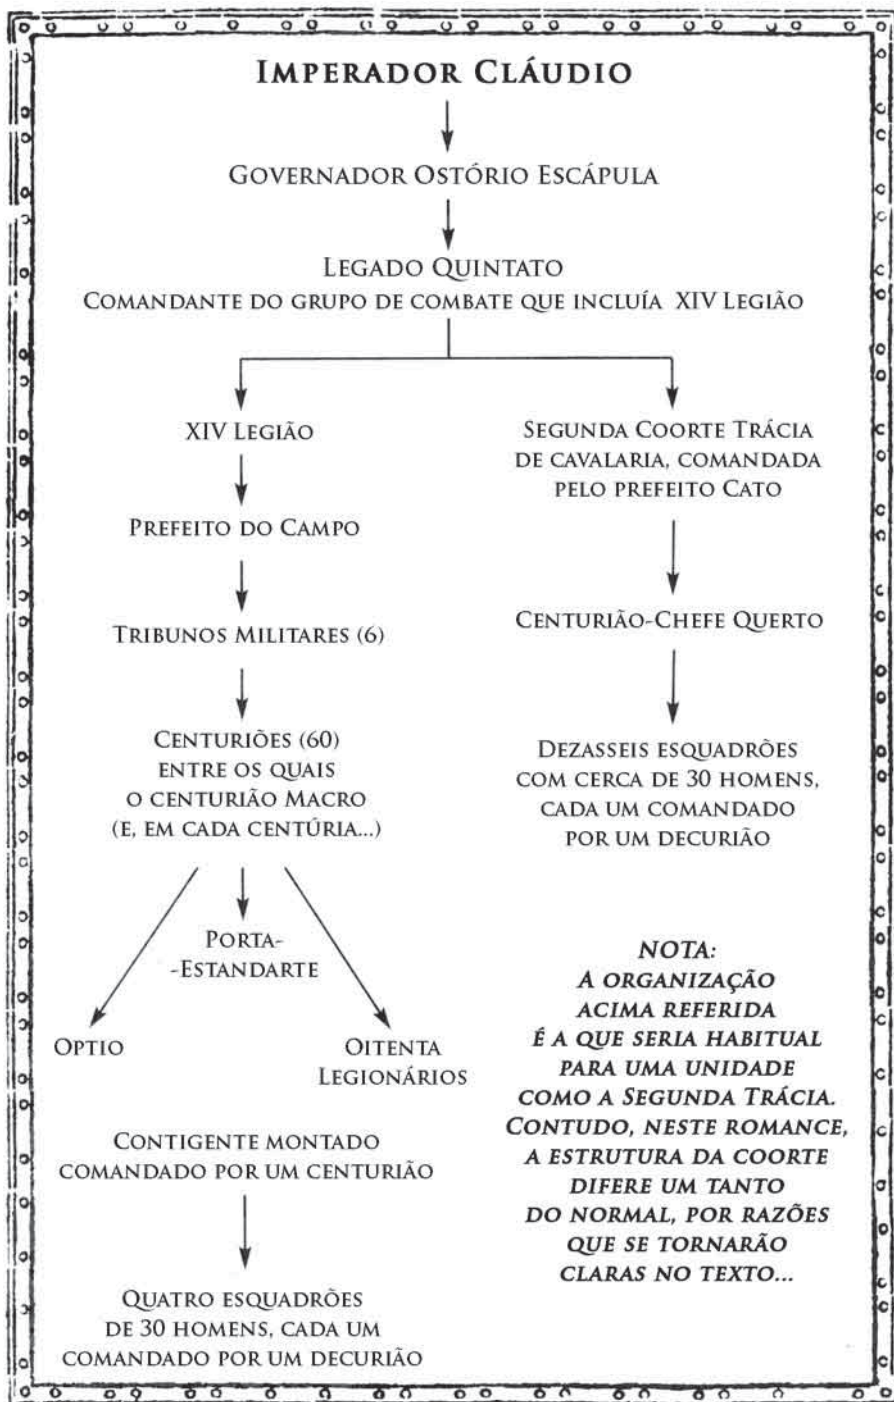 IMPERADOR CLÁUDIO
GOVERNADOR OSTÓRIO ESCÁPULA
LEGADO QUINTATO
COMANDANTE DO GRUPO DE COMBATE QUE INCLUÍA XIV LEGIÃO
XIV LEGIÃO
PREFEITO DO CAMPO
TRIBUNOS MILITARES (6)
CENTURIÕES (60)
ENTRE OS QUAIS
O CENTURIÃO MACRO
(E, EM CADA CENTÚRIA...)
PORTA-
-ESTANDARTE
OPTIO
OITENTA
LEGIONÁRIOS
CONTIGENTE MONTADO
COMANDADO POR UM CENTURIÃO
QUATRO ESQUADRÕES
DE 30 HOMENS, CADA UM
COMANDADO POR UM DECURIÃO
SEGUNDA COORTE TRÁCIA
DE CAVALARIA, COMANDADA
PELO PREFEITO CATO
CENTURIÃO-CHEFE QUERTO
DEZASSEIS ESQUADRÕES
COM CERCA DE 30 HOMENS,
CADA UM COMANDADO
POR UM DECURIÃO
NOTA:
A ORGANIZAÇÃO
ACIMA REFERIDA
É A QUE SERIA HABITUAL
PARA UMA UNIDADE
COMO A SEGUNDA TRÁCIA.
CONTUDO, NESTE ROMANCE,
A ESTRUTURA DA COORTE
DIFERE UM TANTO
DO NORMAL, POR RAZÕES
QUE SE TORNARÃO
CLARAS NO TEXTO...